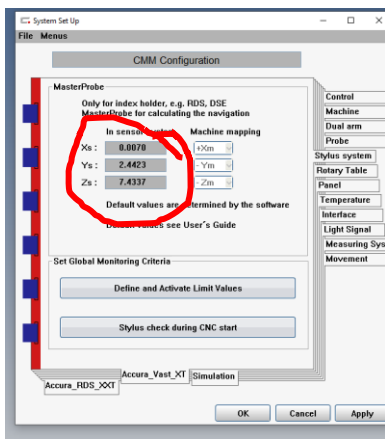 System Set Up
File Menus
CMM Configuration
MasterProbe
Only for index holder, e.g. RDS, DSE
MasterProbe for calculating the navigation
In sensor system Machine mapping
Xs : +Xm
Ys : 2.4423 - Ym
Zs : 7.4337 - Zm
Default values are determined by the software
Default values see User's Guide
Set Global Monitoring Criteria
Define and Activate Limit Values
Stylus check during CNC start
Control
Machine
Dual arm
Probe
Stylus system
Rotary Table
Panel
Temperature
Interface
Light Signal
Measuring Sys
Movement
Accura_RDS_XXT
Accura_Vast_XT
Simulation
OK Cancel Apply